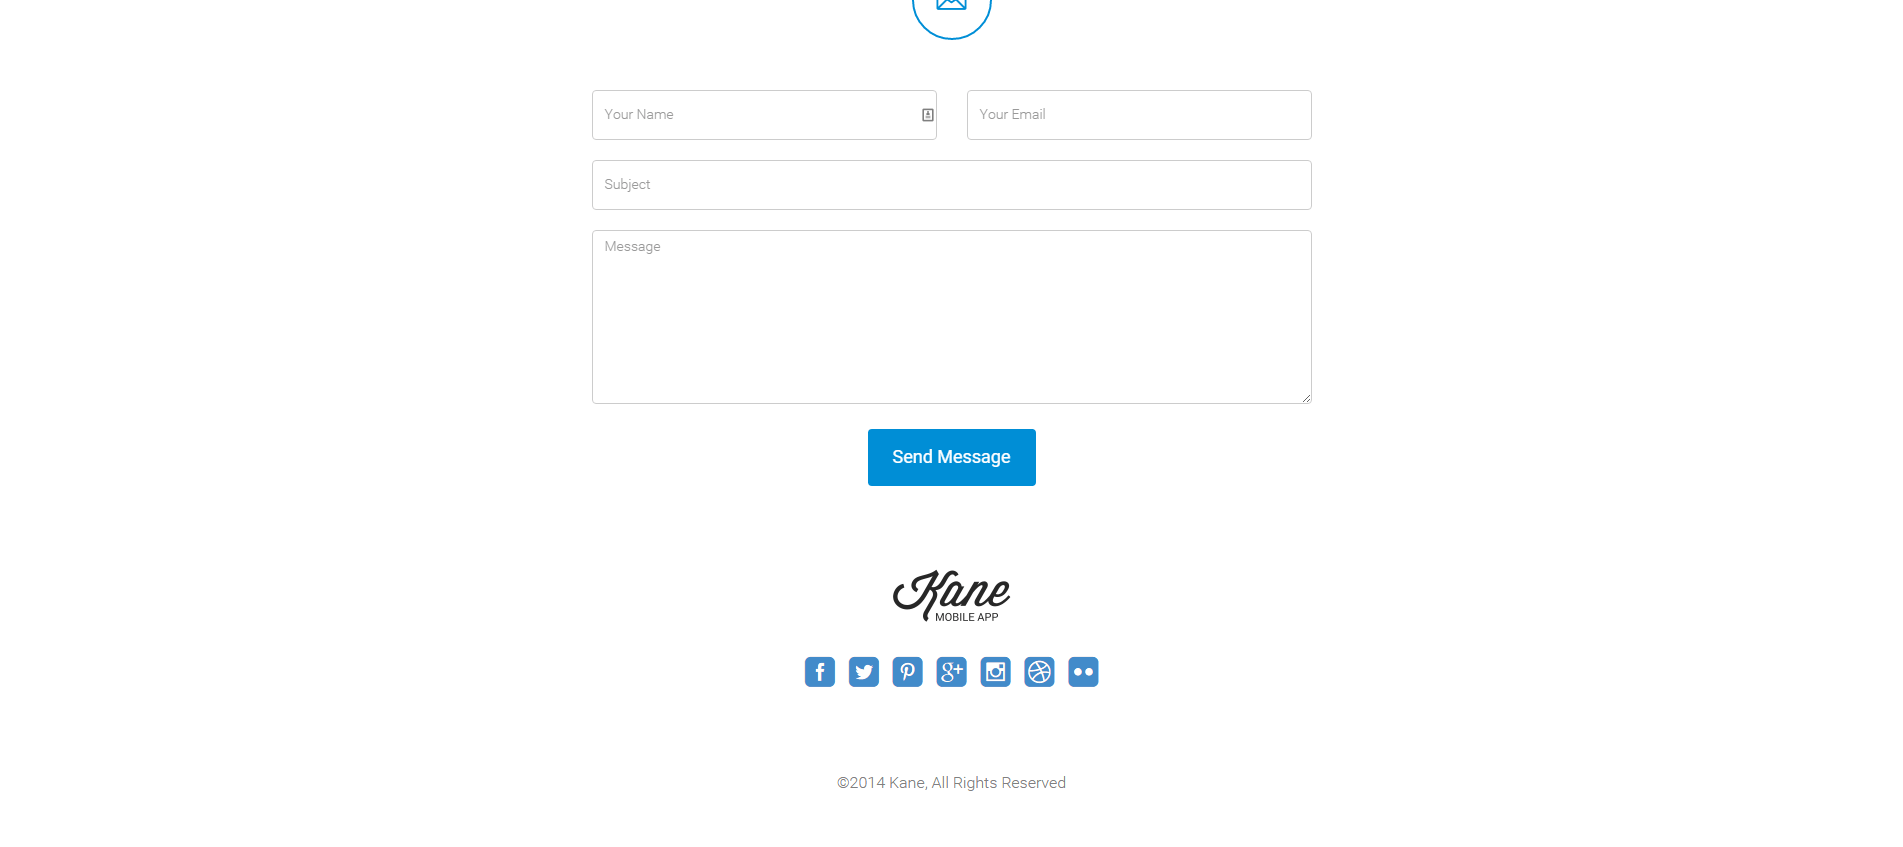 Your Name
Your Email
Subject
Message
Send Message
Kane
MOBILE APP
©2014 Kane, All Rights Reserved